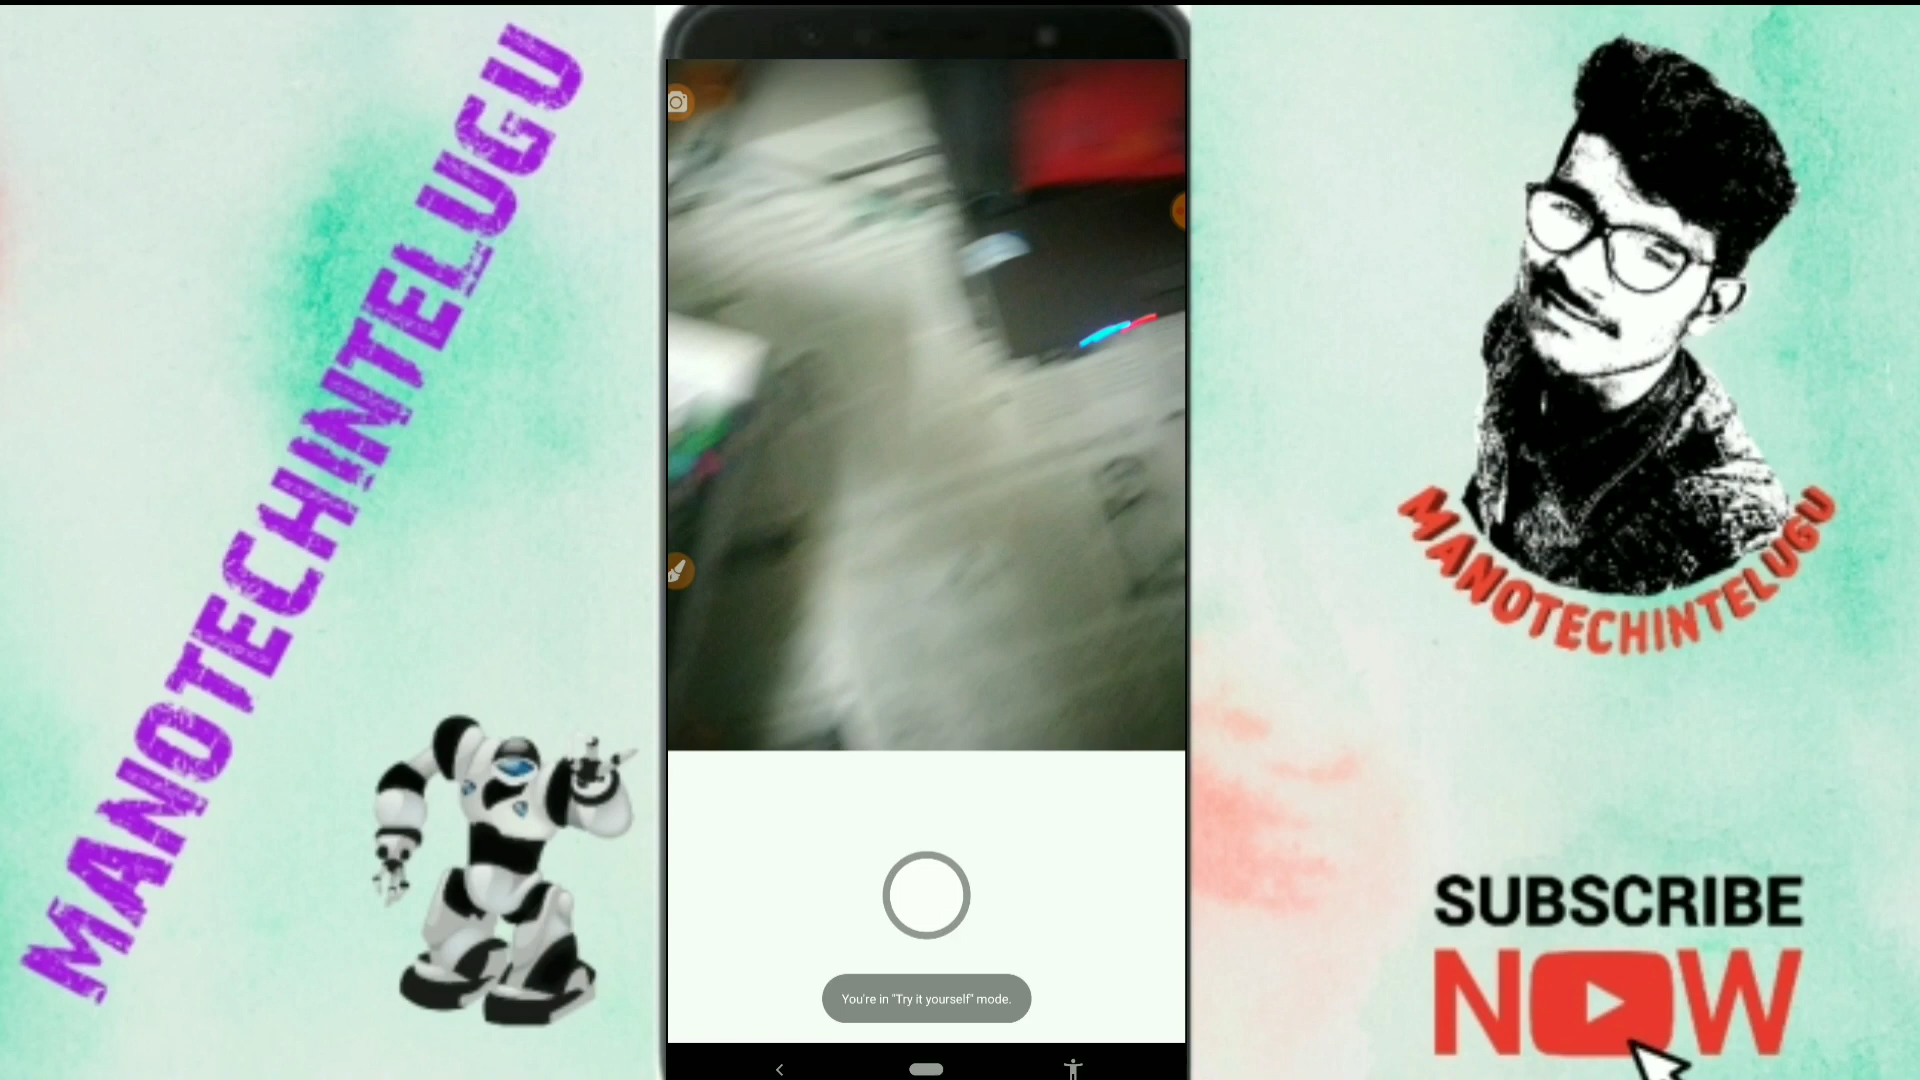 MANOTECHINTELUGU
MANOTECHINTELUGU
You're in "Try it yourself" mode.
SUBSCRIBE
NOW